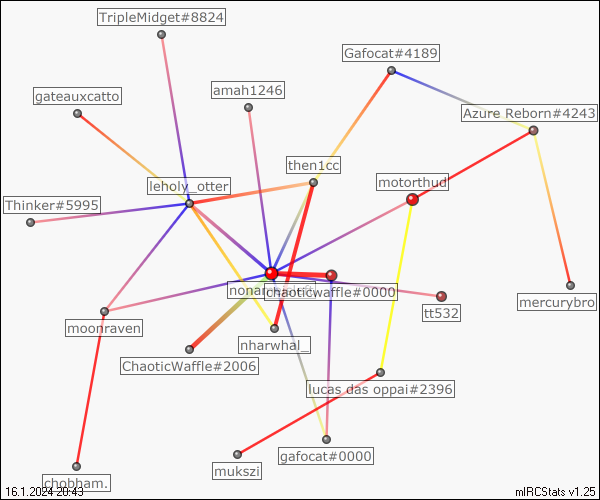 TripleMidget#8824
Gafocat#4189
amah1246
gateauxcatto
Azure Reborn#4243
then1cc
motorthud
leholy_otter
Thinker#5995
chaoticwaffle#0000
mercurybro
tt532
moonraven
nharwhal_
ChaoticWaffle#2006
lucas das oppai#2396
gafocat#0000
mukszi
chobham.
16.1.2024 20:43
mIRCStats v1.25